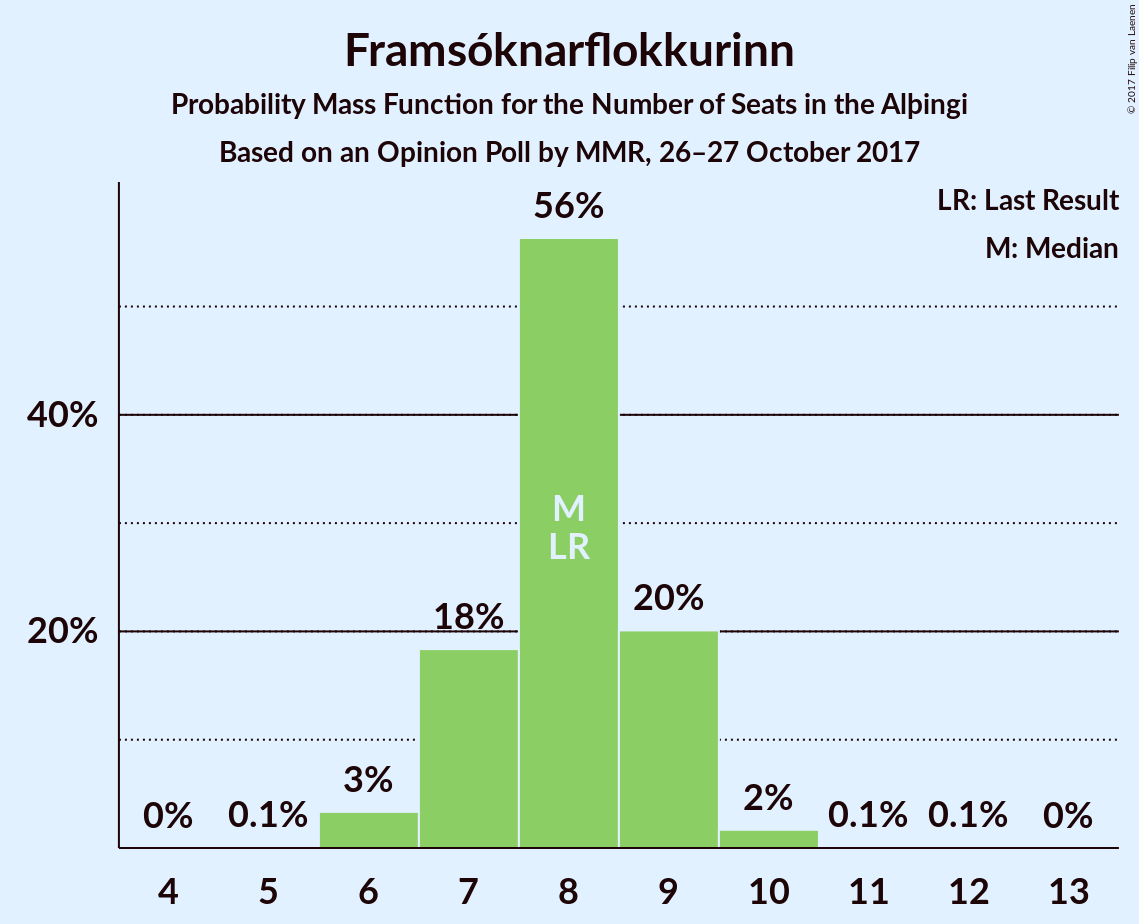 Framsóknarflokkurinn
Probability Mass Function for the Number of Seats in the Alþingi
Based on an Opinion Poll by MMR, 26–27 October 2017
© 2017 Filip van Laenen
LR: Last Result
M: Median
56%
40%
M
LR
20%
18%
20%
3%
2%
0%
0.1%
0.1%
0.1%
0%
4 5 6 7 8 9 10 11 12 13